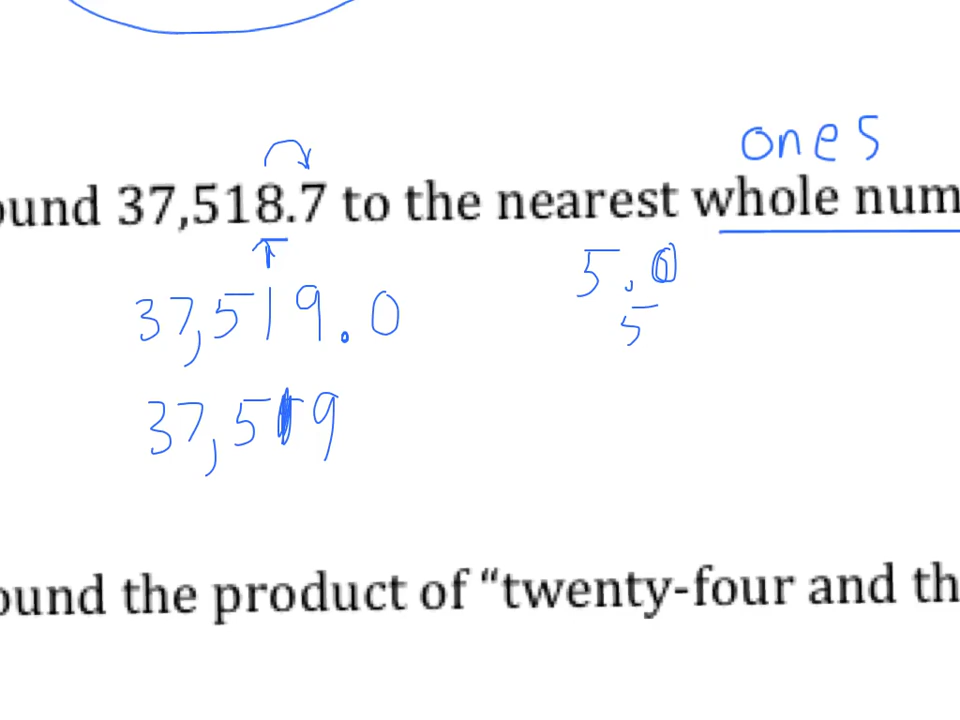 ones
ound 37,518.7 to the nearest whole num
37,519.0
5.0
5
37,519
ound the product of “twenty-four and th